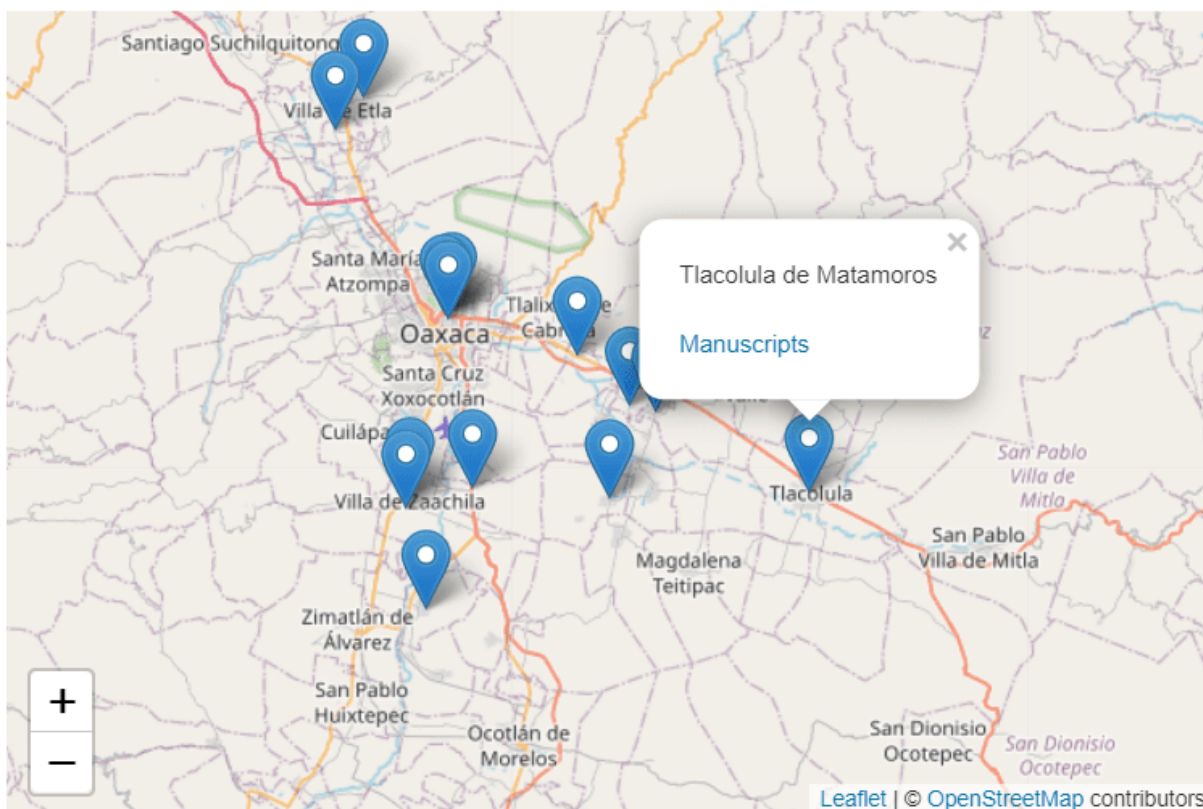 Santiago Suchilquitong
Villa de Etla
Santa María
Atzompa
Oaxaca
Santa Cruz
Xoxocotlán
Tlacolula de Matamoros
×
Manuscripts
Villa de Zaachila
Tlacolula
San Pablo
Villa de
Mitla
San Pablo
Villa de Mitla
Magdalena
Teitipac
Zimatlán de
Álvarez
San Pablo
Huixtepec
Ocotlán de
Morelos
San Dionisio
Ocotepec
San Dionisio
Ocotepec
+
−
Leaflet | © OpenStreetMap contributors